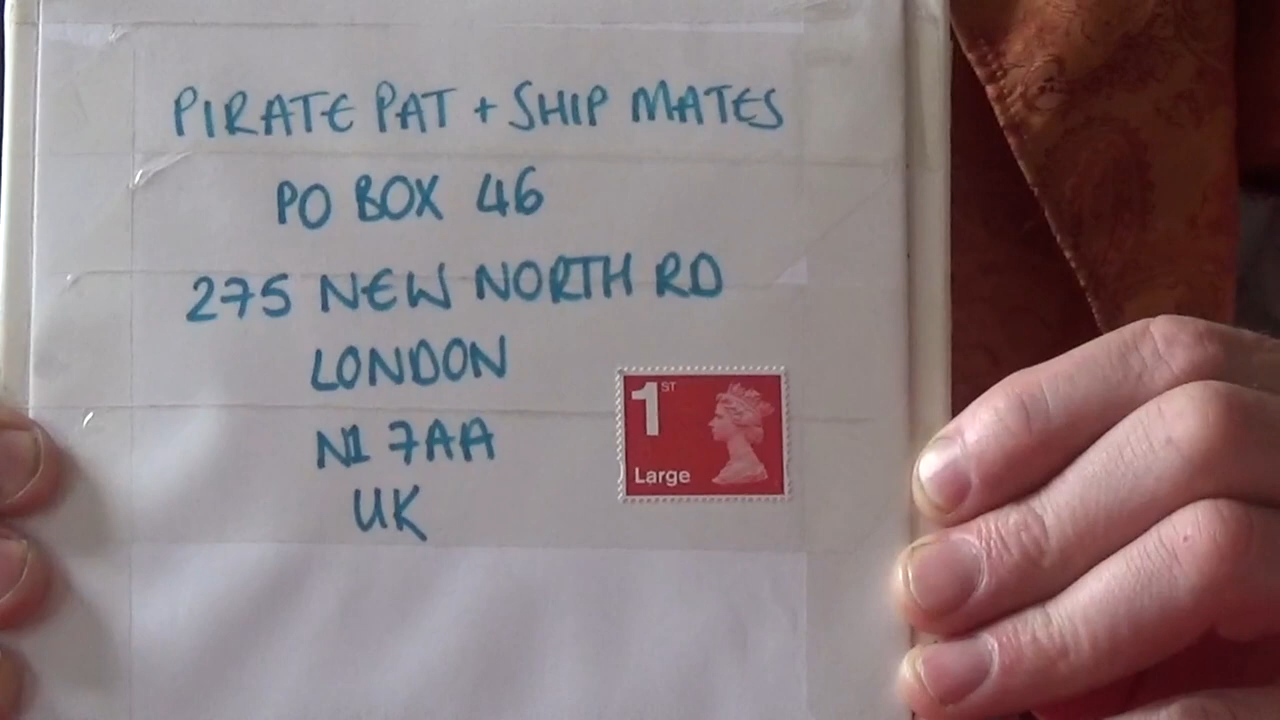 PIRATE PAT + SHIP MATES
PO BOX 46
275 NEW NORTH RD
LONDON
N1 7AA
UK
1ST
Large